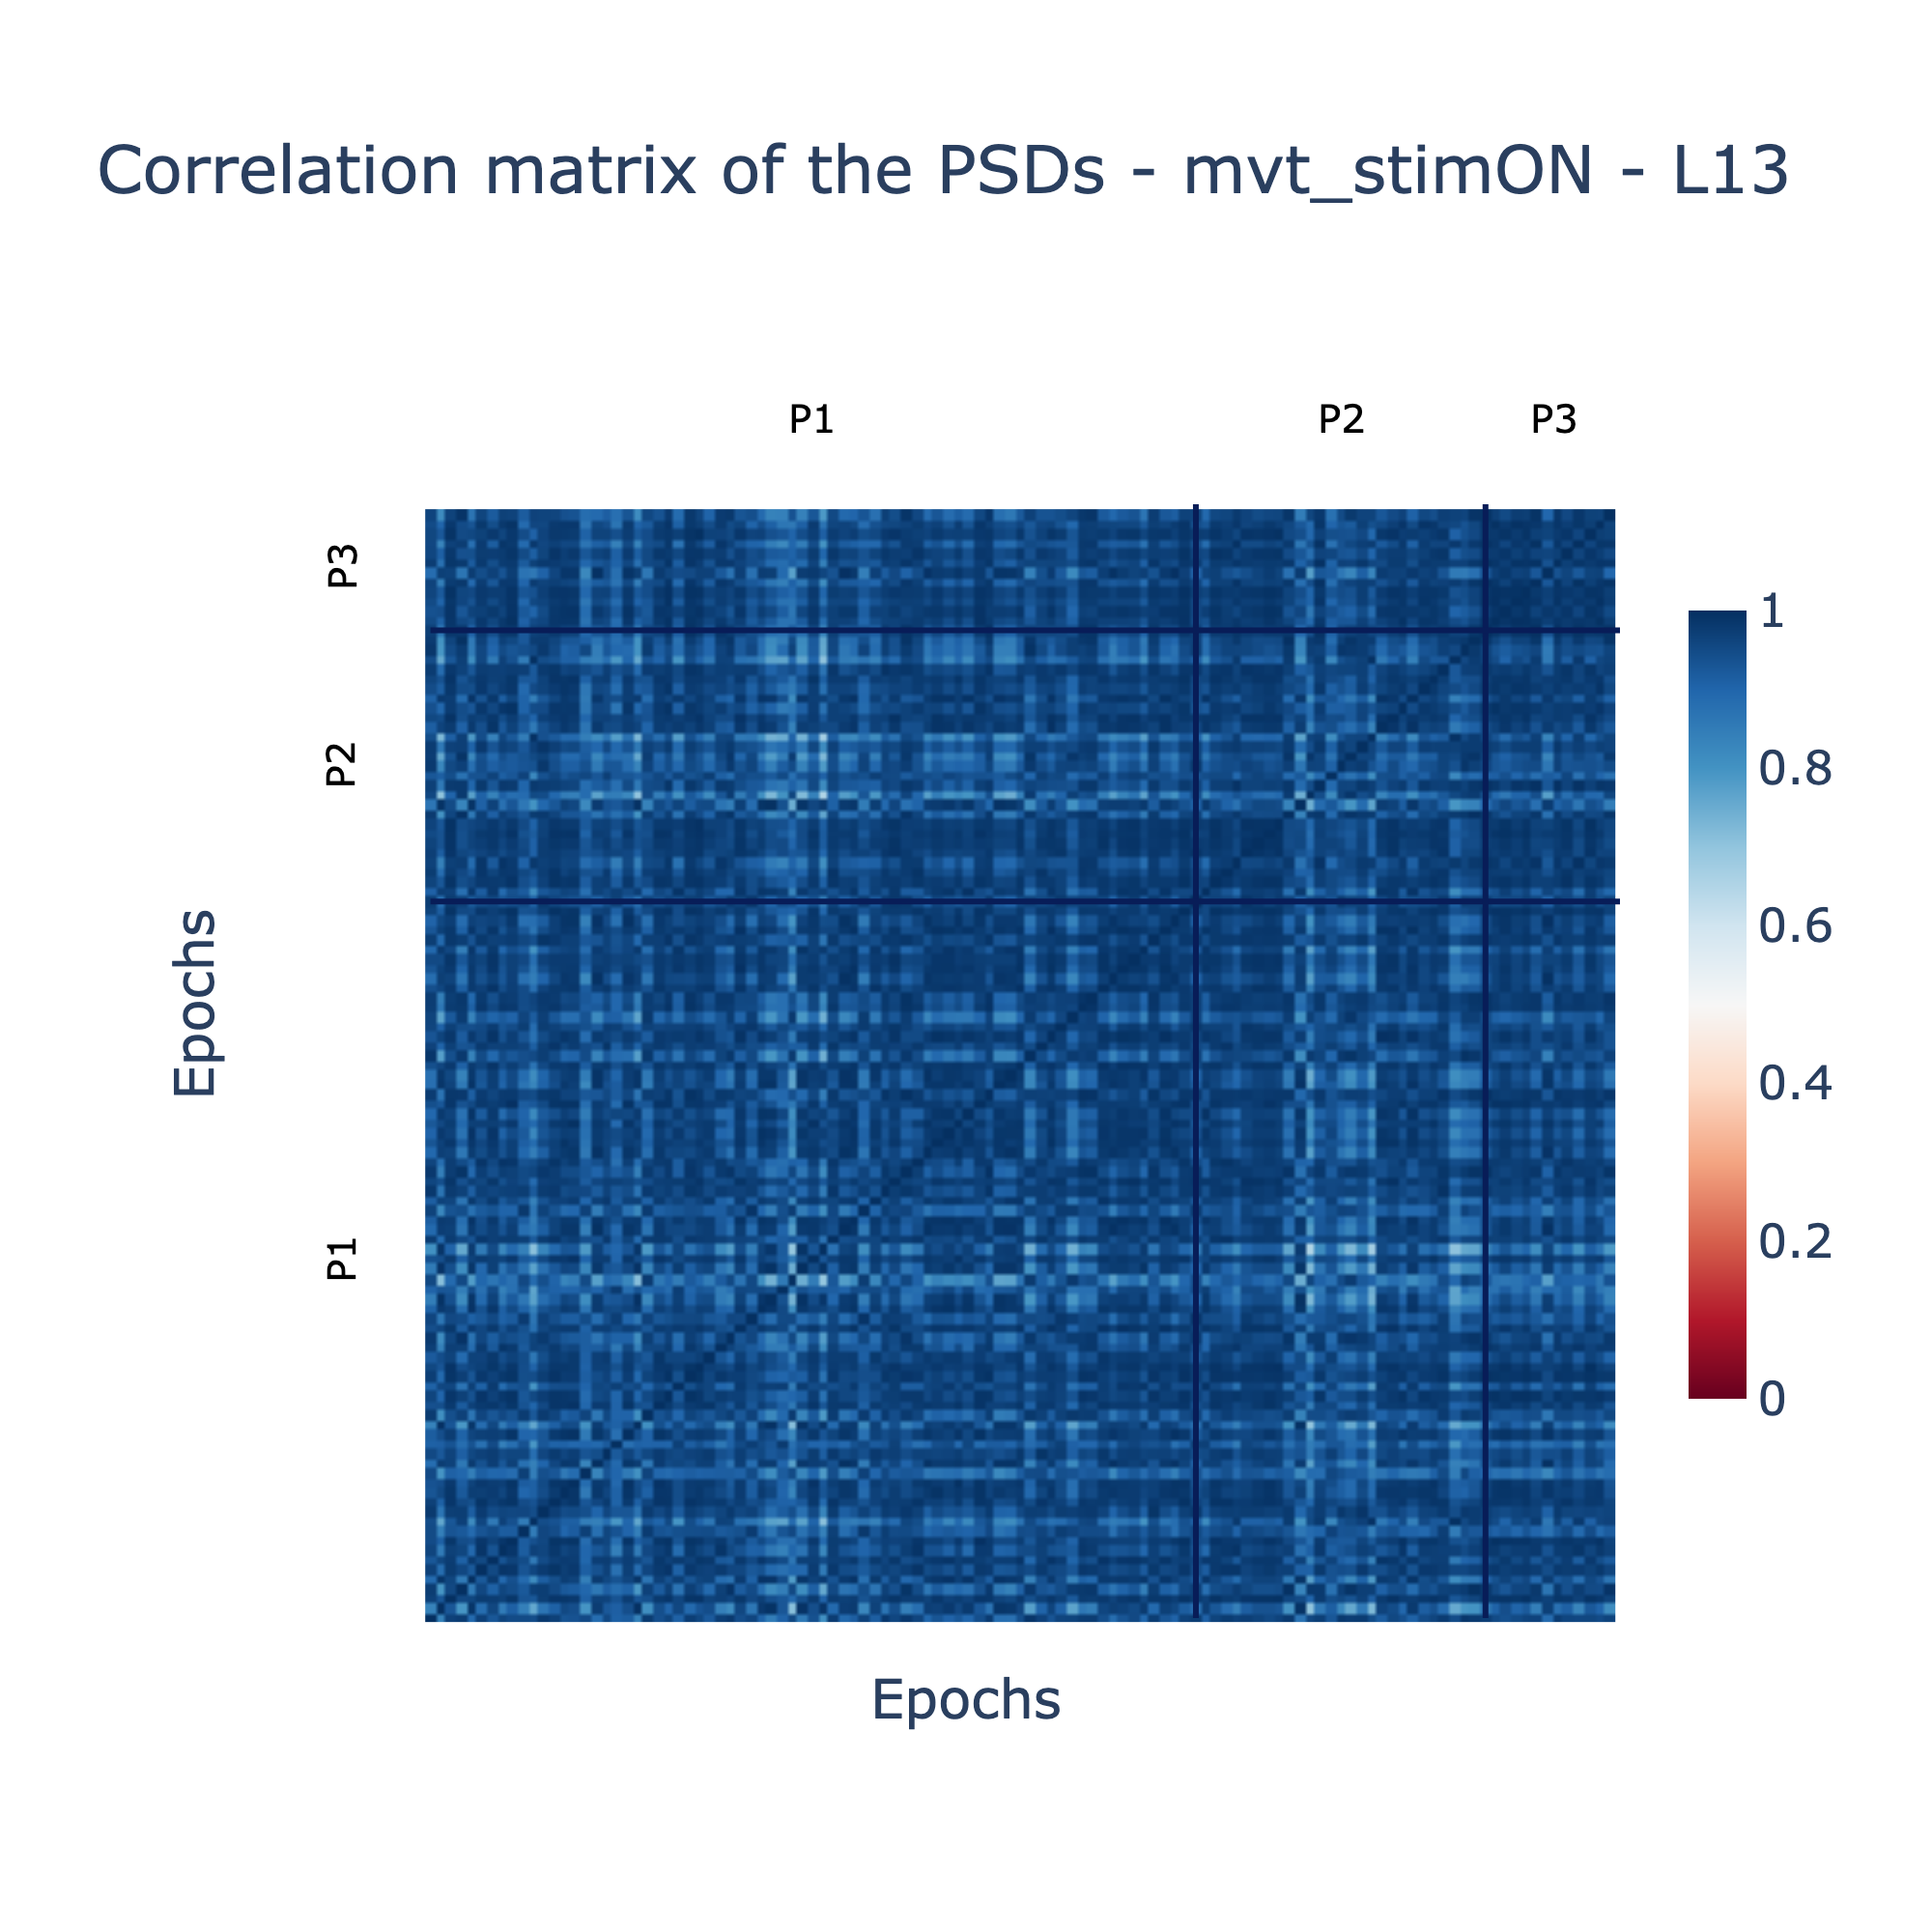 Correlation matrix of the PSDs - mvt_stimON - L13
P1 P2 P3
P3
P2
P1
Epochs
Epochs
1
0.8
0.6
0.4
0.2
0